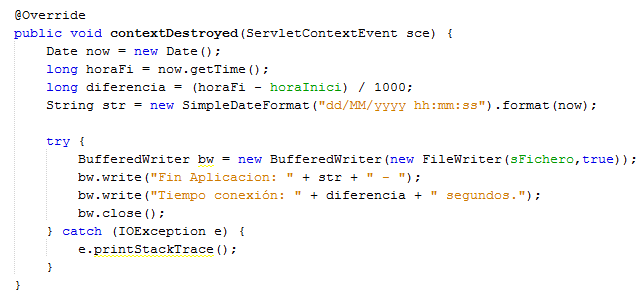 @Override
public void contextDestroyed(ServletContextEvent sce) {
    Date now = new Date();
    long horaFi = now.getTime();
    long diferencia = (horaFi - horaInici) / 1000;
    String str = new SimpleDateFormat("dd/MM/yyyy hh:mm:ss").format(now);

    try {
        BufferedWriter bw = new BufferedWriter(new FileWriter(sFichero,true));
        bw.write("Fin Aplicacion: " + str + " - ");
        bw.write("Tiempo conexión: " + diferencia + " segundos.");
        bw.close();
    } catch (IOException e) {
        e.printStackTrace();
    }
}